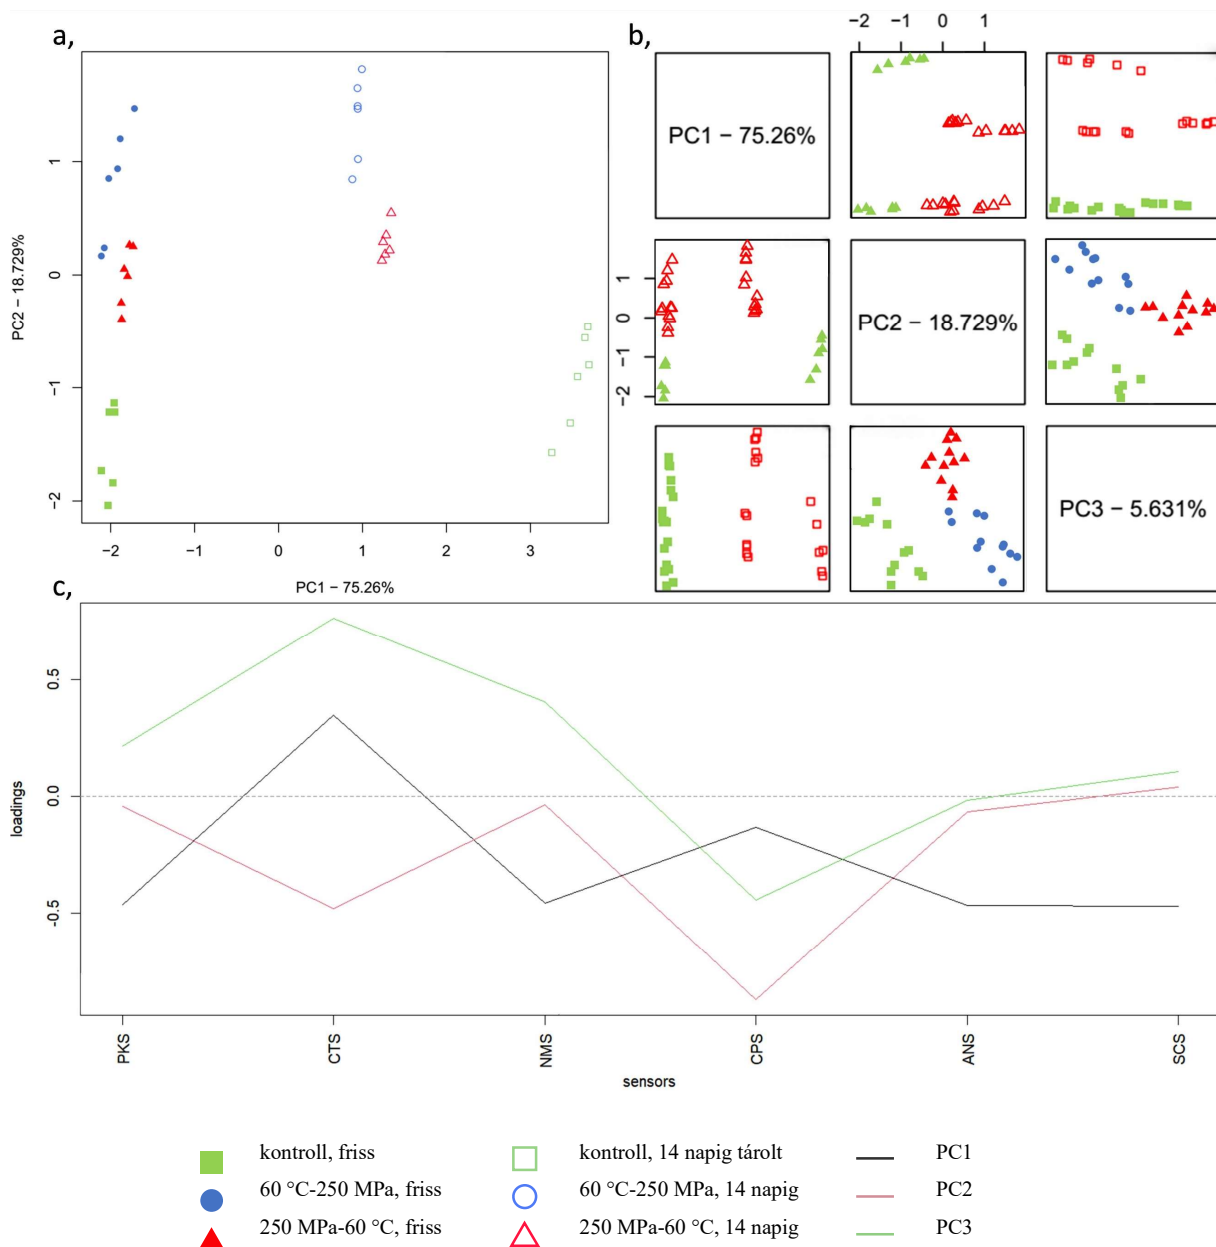 a,
1
0
−1
−2
PC2 − 18.729%
−2
−1
0
1
2
3
PC1 − 75.26%
b,
−2 −1 0 1
PC1 − 75.26%
1
0
−1
−2
PC2 − 18.729%
PC3 − 5.631%
c,
0.5
0.0
-0.5
loadings
PKS
CTS
NMS
CPS
ANS
SCS
sensors
kontroll, friss
kontroll, 14 napig tárolt
PC1
60 °C-250 MPa, friss
60 °C-250 MPa, 14 napig
PC2
250 MPa-60 °C, friss
250 MPa-60 °C, 14 napig
PC3